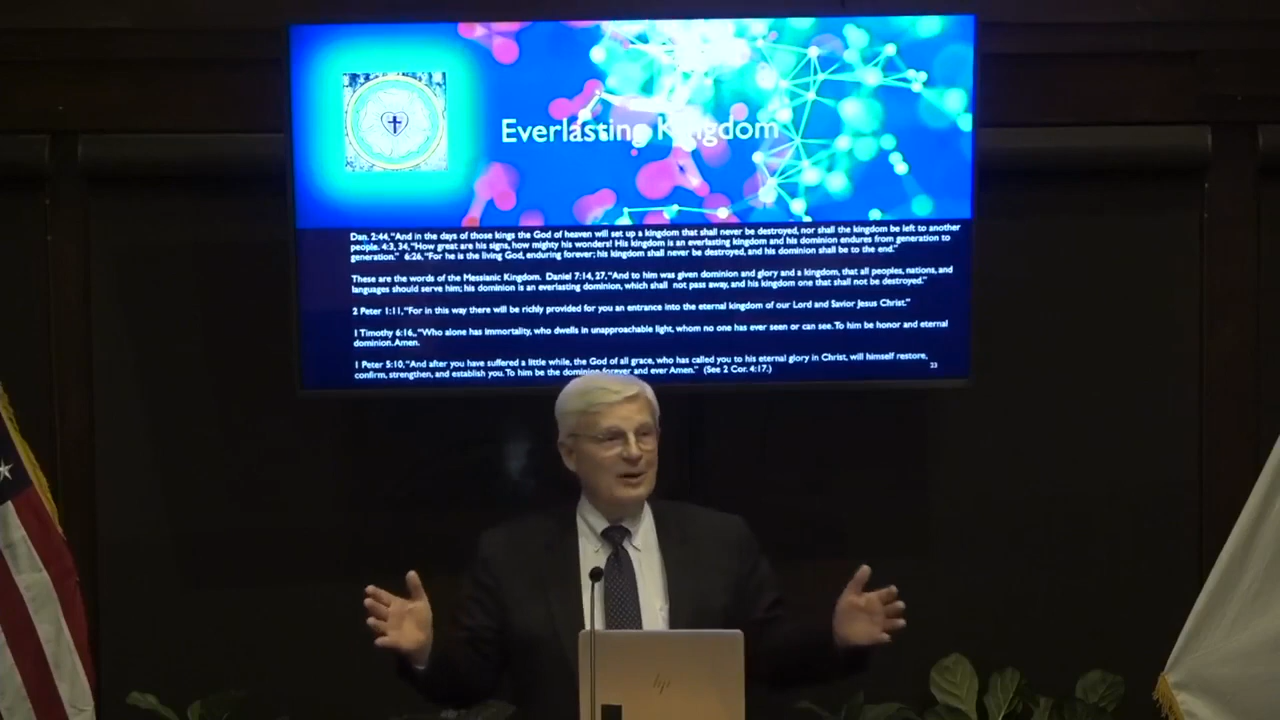 Everlasting Kingdom
Dan. 2:44, “And in the days of those kings the God of heaven will set up a kingdom that shall never be destroyed, nor shall the kingdom be left to another
people. 4:3, 34, “How great are his signs, how mighty his wonders! His kingdom is an everlasting kingdom and his dominion endures from generation to
generation.” 6:26, “For he is the living God, enduring forever; his kingdom shall never be destroyed, and his dominion shall be to the end.”
These are the words of the Messianic Kingdom. Daniel 7:14, 27, “And to him was given dominion and glory and a kingdom, that all peoples, nations, and
languages should serve him; his dominion is an everlasting dominion, which shall not pass away, and his kingdom one that shall not be destroyed.”
2 Peter 1:11, “For in this way there will be richly provided for you an entrance into the eternal kingdom of our Lord and Savior Jesus Christ.”
1 Timothy 6:16,, “Who alone has immortality, who dwells in unapproachable light, whom no one has ever seen or can see. To him be honor and eternal
dominion. Amen.
1 Peter 5:10, “And after you have suffered a little while, the God of all grace, who has called you to his eternal glory in Christ, will himself restore,
confirm, strengthen, and establish you. To him be the dominion forever and ever Amen.” (See 2 Cor. 4:17.)
23
hp